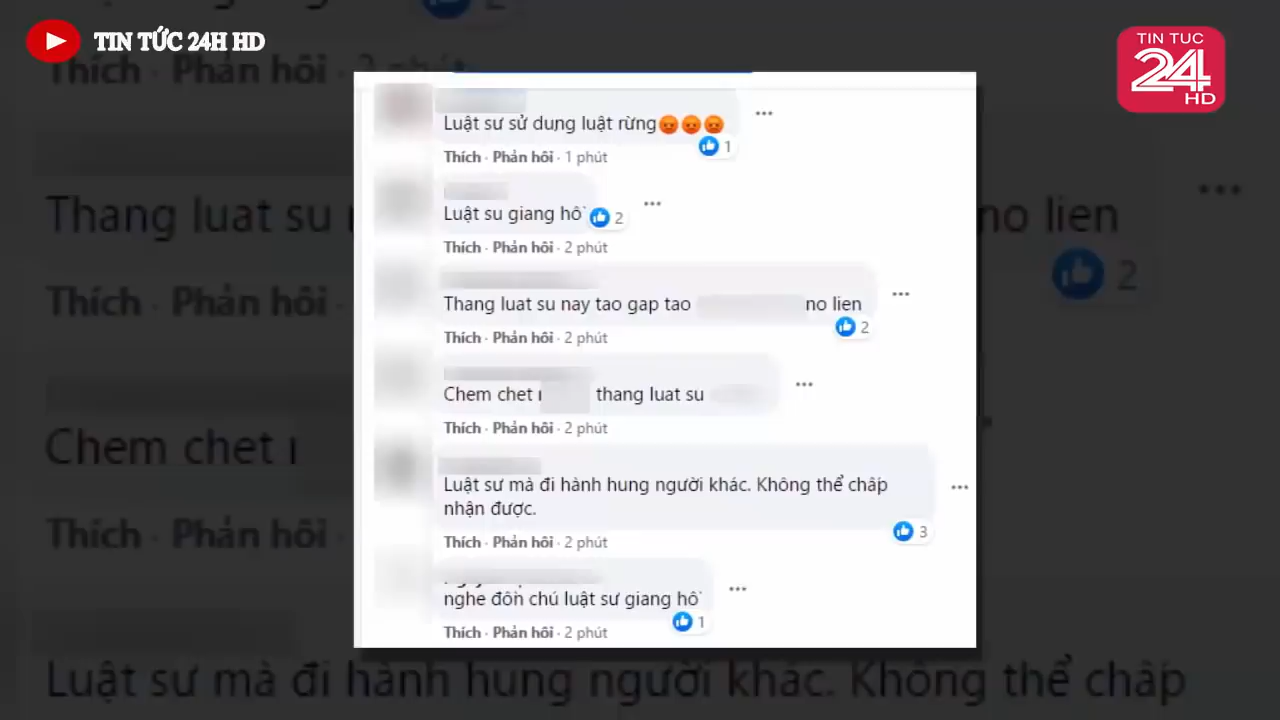 TIN TỨC 24H HD
TIN TUC
24
HD
Luật sư sử dụng luật rừng😡😡😡
1
Thích · Phản hồi · 1 phút
Luật su giang hồ
2
Thích · Phản hồi · 2 phút
Thang luat su nay tao gap tao no lien
2
Thích · Phản hồi · 2 phút
Chem chet thang luat su
Thích · Phản hồi · 2 phút
Luật sư mà đi hành hung người khác. Không thể chấp
nhận được.
3
Thích · Phản hồi · 2 phút
nghe đồn chú luật sư giang hồ
1
Thích · Phản hồi · 2 phút
Thích · Phản hồi · 2 phút
Thang luat su
no lien
2
Thích · Phản hồi ·
Chem chet
Thích · Phản hồi ·
Luật sư mà đi hành hung người khác. Không thể chấp